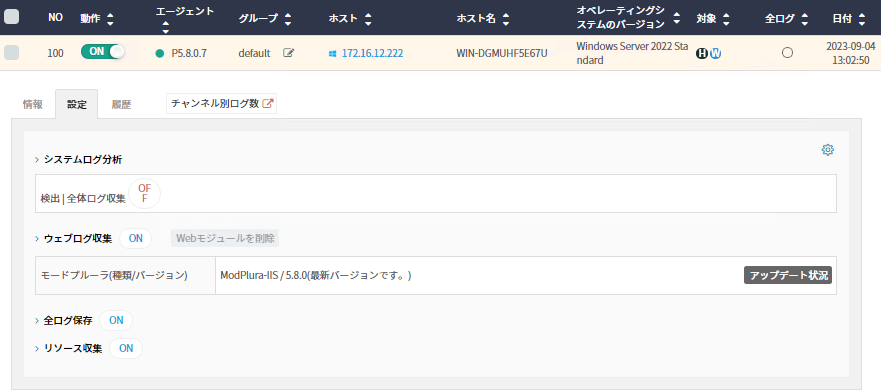 NO 動作 エージェント グループ ホスト ホスト名 オペレーティングシステムのバージョン 対象 全ログ 日付
100 ON P5.8.0.7 default 172.16.12.222 WIN-DGMUHF5E67U Windows Server 2022 Standard H W 2023-09-04 13:02:50
情報 設定 履歴 チャンネル別ログ数
システムログ分析
検出 | 全体ログ収集 OFF
ウェブログ収集 ON Webモジュールを削除
モードプルーラ(種類/バージョン) ModPlura-IIS / 5.8.0(最新バージョンです。) アップデート状況
全ログ保存 ON
リソース収集 ON